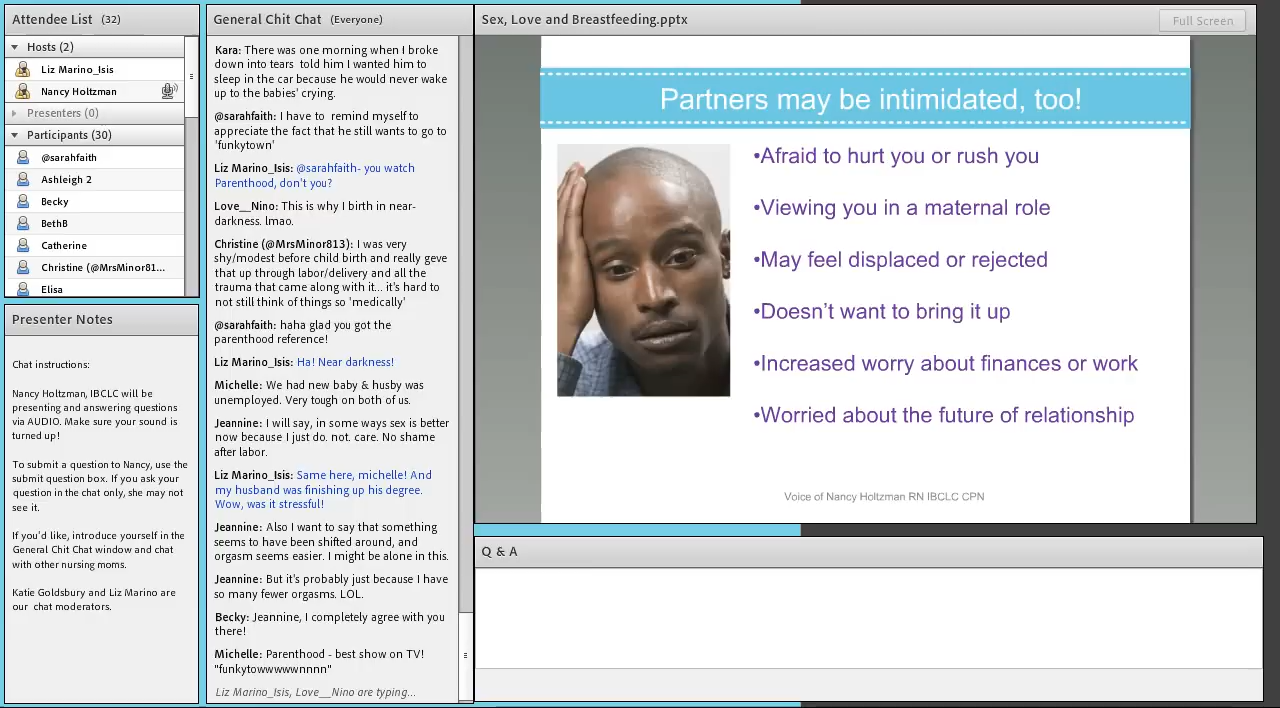 Attendee List (32)
Hosts (2)
Liz Marino_Isis
Nancy Holtzman
Presenters (0)
Participants (30)
@sarahfaith
Ashleigh 2
Becky
BethB
Catherine
Christine (@MrsMinor81...
Elisa
Presenter Notes
Chat instructions:
Nancy Holtzman, IBCLC will be
presenting and answering questions
via AUDIO. Make sure your sound is
turned up!
To submit a question to Nancy, use the
submit question box. If you ask your
question in the chat only, she may not
see it.
If you'd like, introduce yourself in the
General Chit Chat window and chat
with other nursing moms.
Katie Goldsbury and Liz Marino are
our chat moderators.
General Chit Chat (Everyone)
Kara: There was one morning when I broke
down into tears told him I wanted him to
sleep in the car because he would never wake
up to the babies' crying.
@sarahfaith: I have to remind myself to
appreciate the fact that he still wants to go to
'funkytown'
Liz Marino_Isis: @sarahfaith- you watch
Parenthood, don't you?
Love__Nino: This is why I birth in near-
darkness. lmao.
Christine (@MrsMinor813): I was very
shy/modest before child birth and really geve
that up through labor/delivery and all the
trauma that came along with it... it's hard to
not still think of things so 'medically'
@sarahfaith: haha glad you got the
parenthood reference!
Liz Marino_Isis: Ha! Near darkness!
Michelle: We had new baby & husby was
unemployed. Very tough on both of us.
Jeannine: I will say, in some ways sex is better
now because I just do. not. care. No shame
after labor.
Liz Marino_Isis: Same here, michelle! And
my husband was finishing up his degree.
Wow, was it stressful!
Jeannine: Also I want to say that something
seems to have been shifted around, and
orgasm seems easier. I might be alone in this.
Jeannine: But it's probably just because I have
so many fewer orgasms. LOL.
Becky: Jeannine, I completely agree with you
there!
Michelle: Parenthood - best show on TV!
"funkytowwwwwnnnn"
Liz Marino_Isis, Love__Nino are typing...
Sex, Love and Breastfeeding.pptx
Full Screen
Partners may be intimidated, too!
•Afraid to hurt you or rush you
•Viewing you in a maternal role
•May feel displaced or rejected
•Doesn't want to bring it up
•Increased worry about finances or work
•Worried about the future of relationship
Voice of Nancy Holtzman RN IBCLC CPN
Q & A